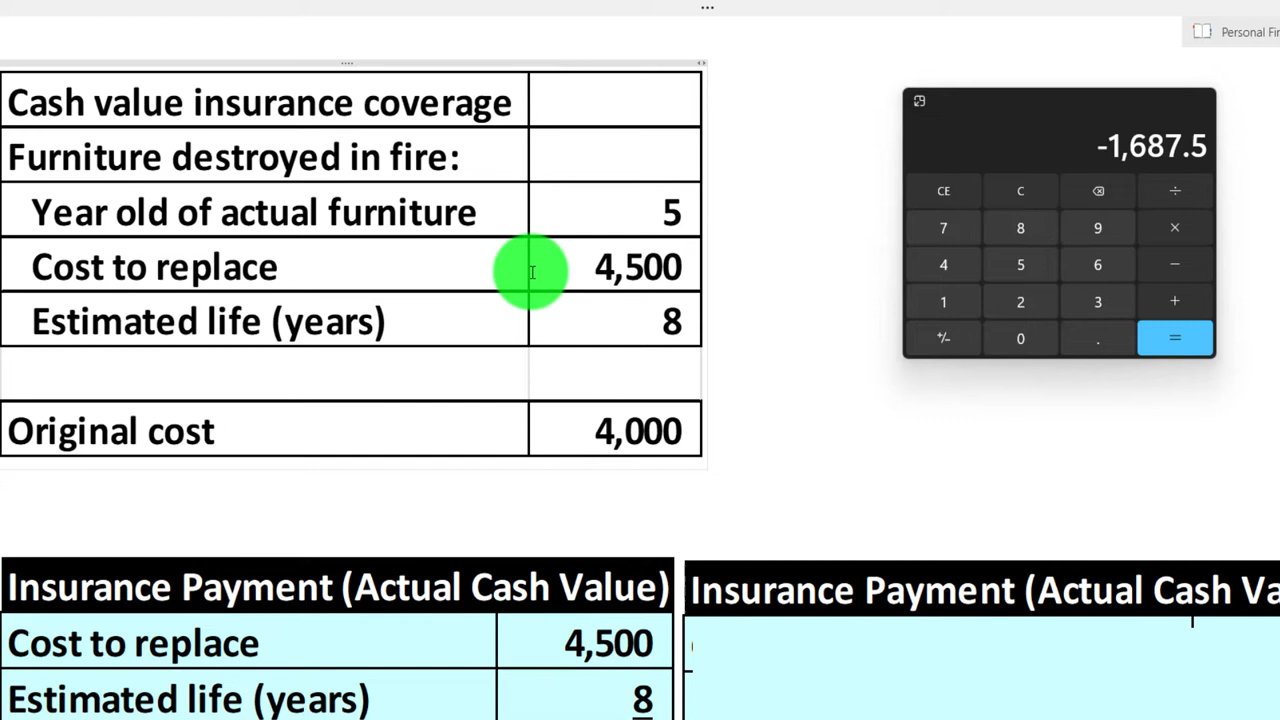 ...
Personal Fi
Cash value insurance coverage
Furniture destroyed in fire:
Year old of actual furniture 5
Cost to replace 4,500
Estimated life (years) 8
Original cost 4,000
-1,687.5
CE C ÷
7 8 9 ×
4 5 6 −
1 2 3 +
+/- 0 . =
Insurance Payment (Actual Cash Value)
Cost to replace 4,500
Estimated life (years) 8
Insurance Payment (Actual Cash Va